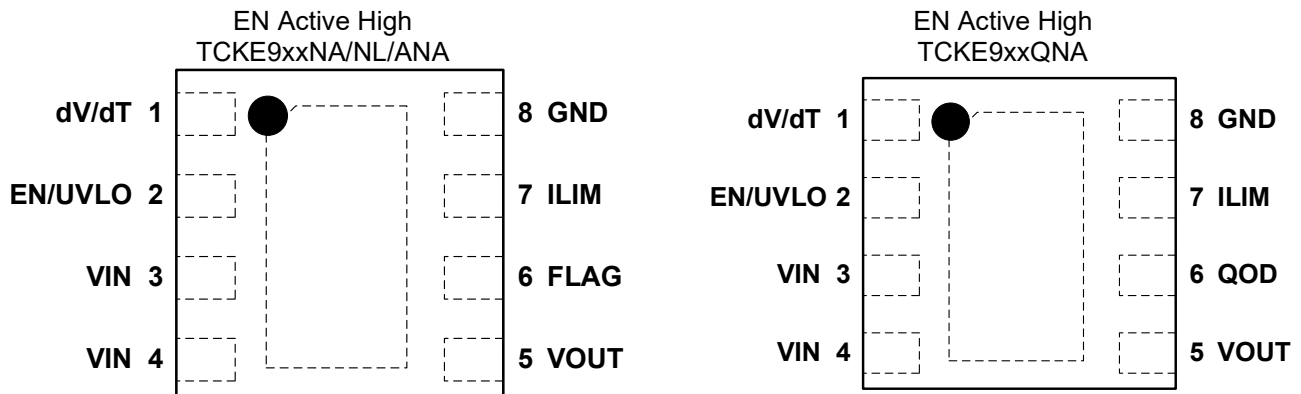 EN Active High
TCKE9xxNA/NL/ANA
dV/dT 1
8 GND
EN/UVLO 2
7 ILIM
VIN 3
6 FLAG
VIN 4
5 VOUT
EN Active High
TCKE9xxQNA
dV/dT 1
8 GND
EN/UVLO 2
7 ILIM
VIN 3
6 QOD
VIN 4
5 VOUT